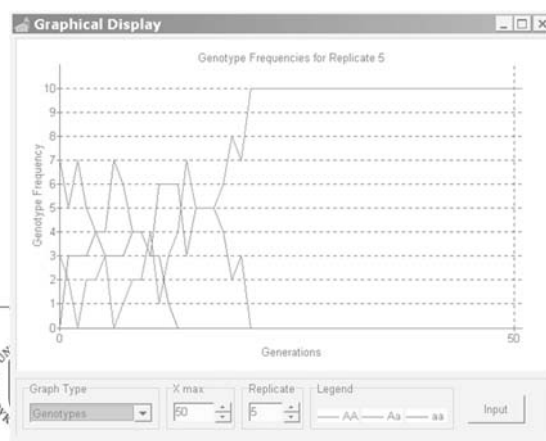 Graphical Display
Genotype Frequencies for Replicate 5
10
9
8
7
6
5
4
3
2
1
0
Genotype Frequency
0
50
Generations
Graph Type
X max
Replicate
Legend
Genotypes
50
5
AA
Aa
aa
Input